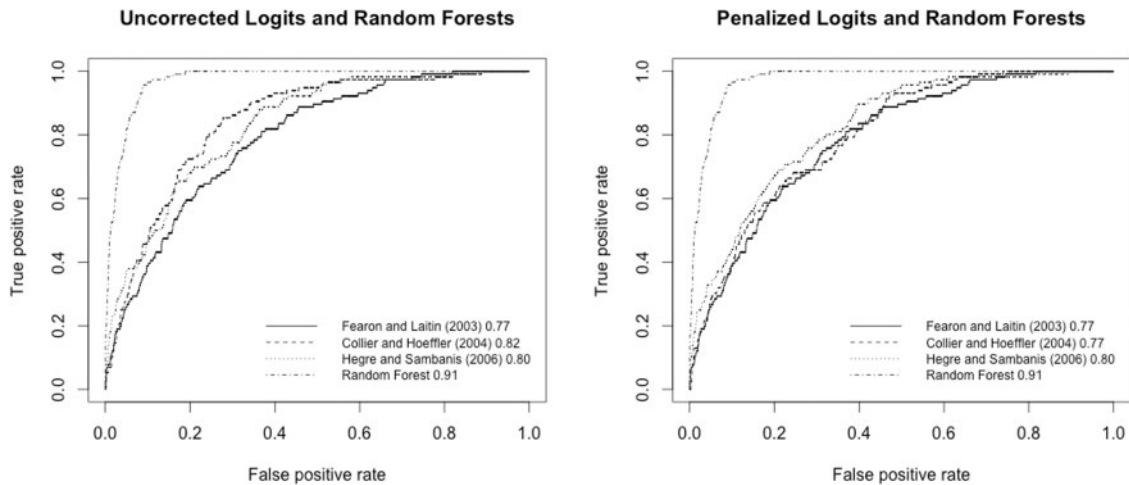 Uncorrected Logits and Random Forests
True positive rate
1.0
0.8
0.6
0.4
0.2
0.0
Fearon and Laitin (2003) 0.77
Collier and Hoeffler (2004) 0.82
Hegre and Sambanis (2006) 0.80
Random Forest 0.91
0.0 0.2 0.4 0.6 0.8 1.0
False positive rate
Penalized Logits and Random Forests
True positive rate
1.0
0.8
0.6
0.4
0.2
0.0
Fearon and Laitin (2003) 0.77
Collier and Hoeffler (2004) 0.77
Hegre and Sambanis (2006) 0.80
Random Forest 0.91
0.0 0.2 0.4 0.6 0.8 1.0
False positive rate